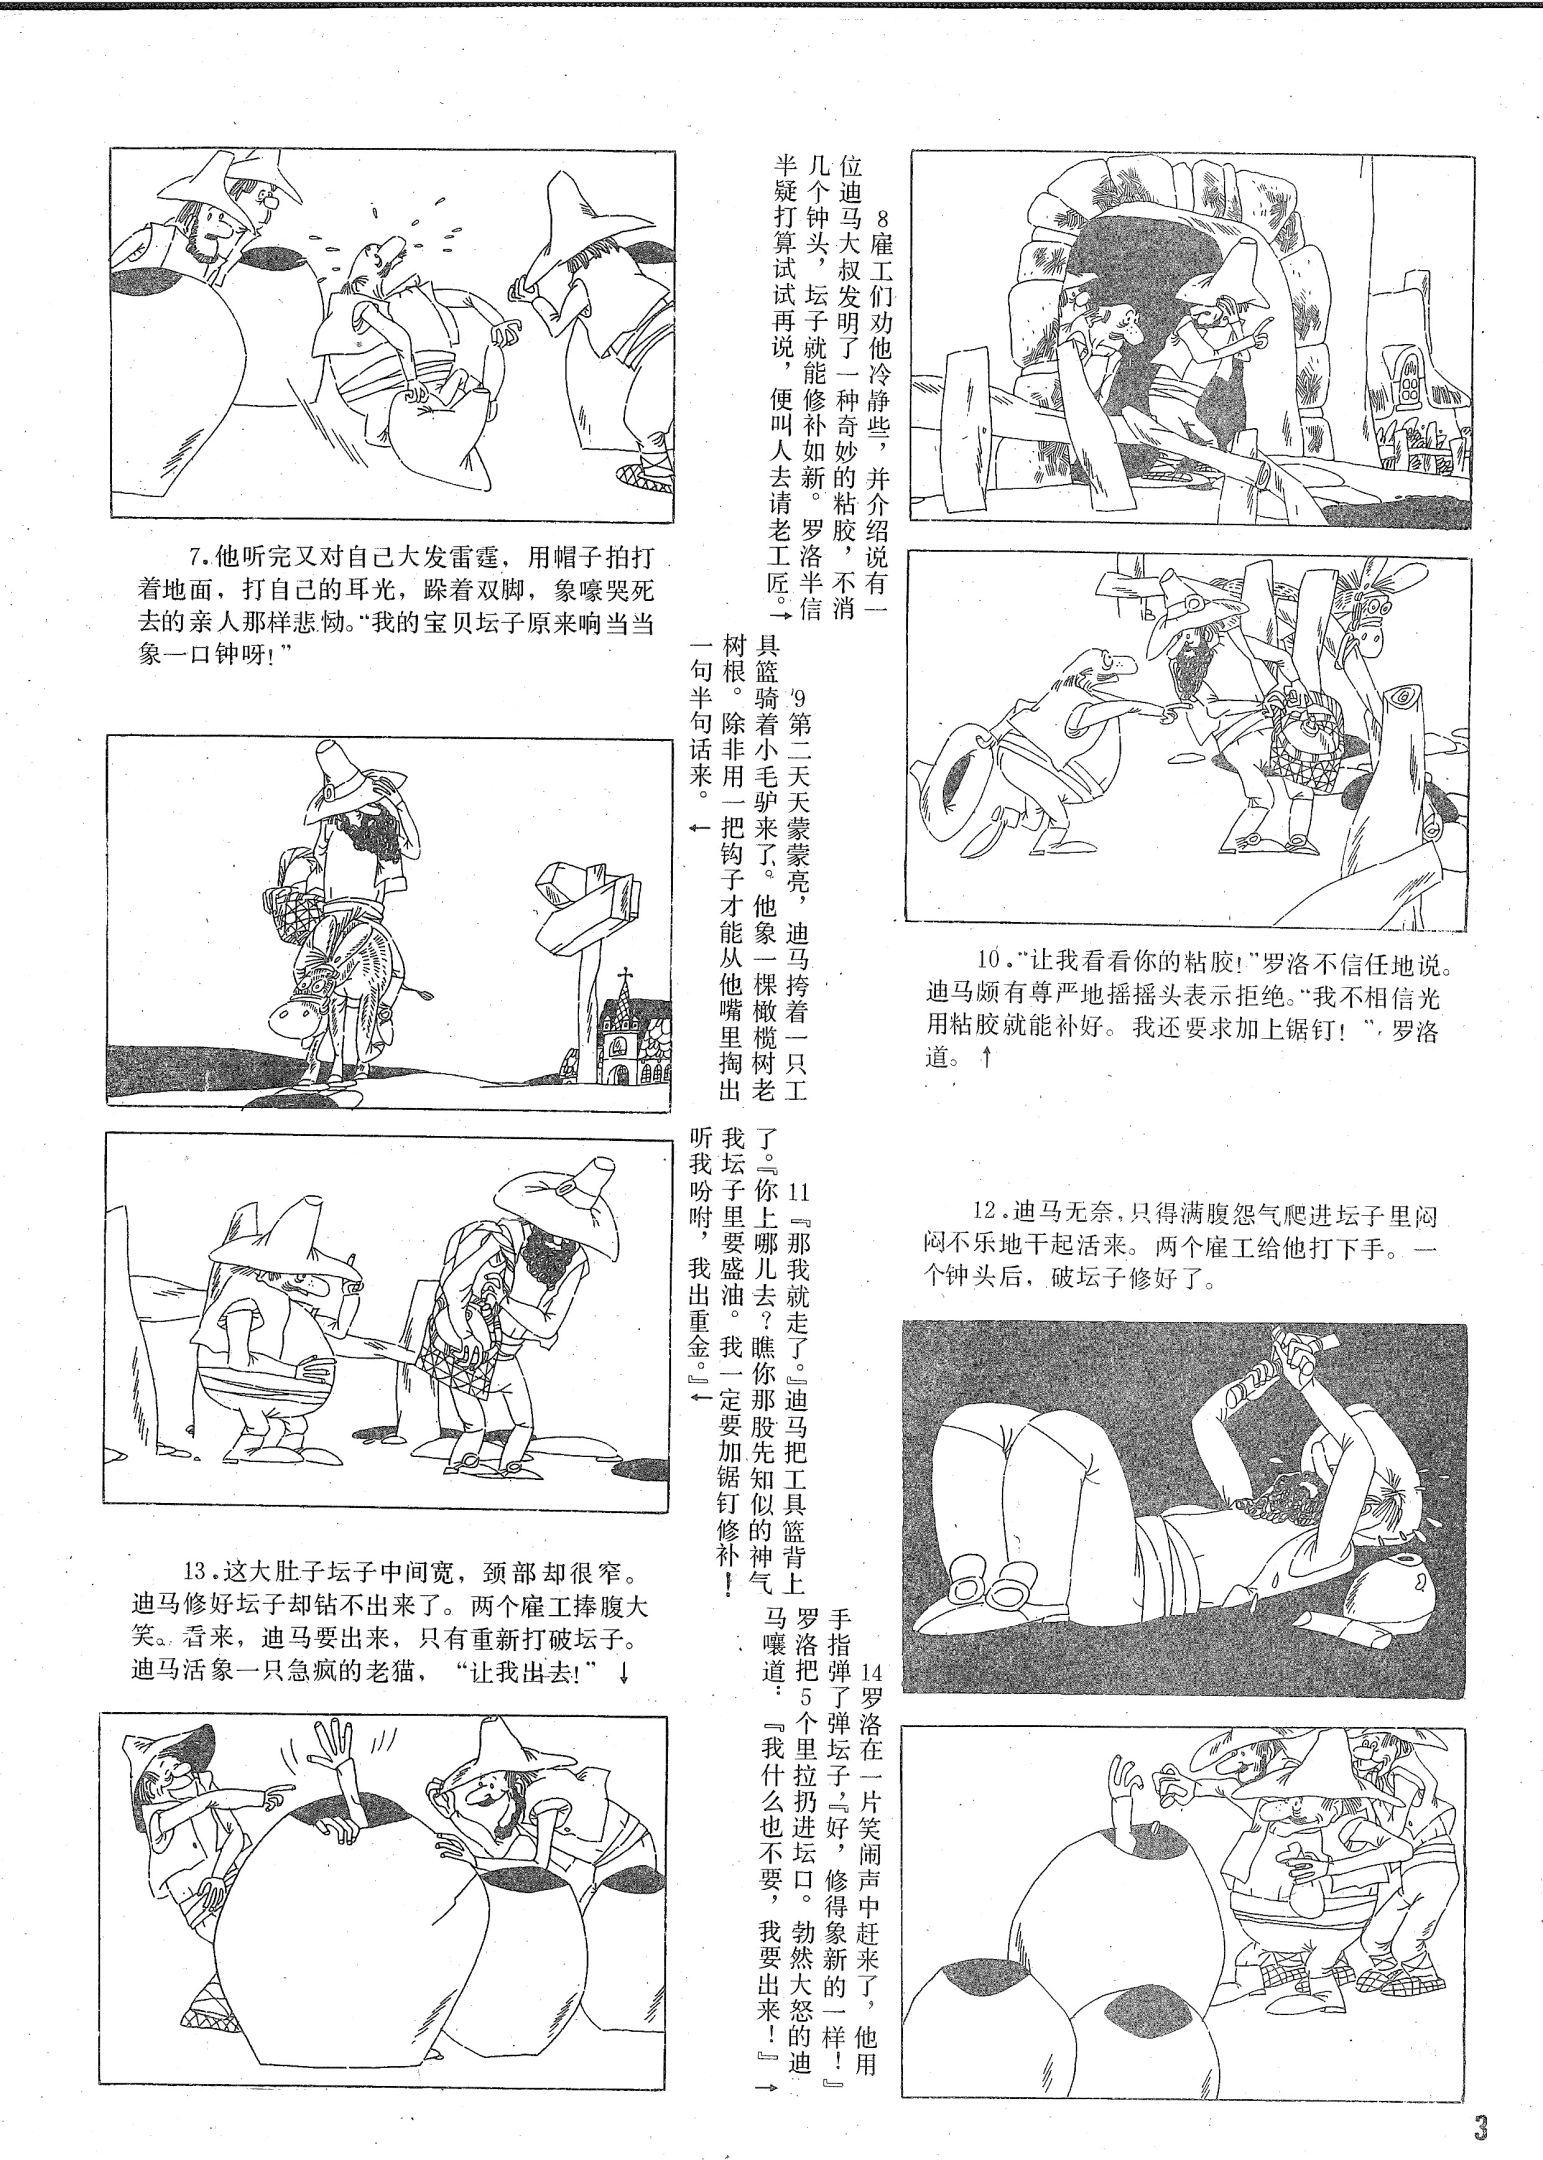 7.他听完又对自己大发雷霆，用帽子拍打
着地面，打自己的耳光，跺着双脚，象嚎哭死
去的亲人那样悲恸。“我的宝贝坛子原来响当当
象一口钟呀！”
8雇工们劝他冷静些，并介绍说有一
位迪马大叔发明了一种奇妙的粘胶，不消
几个钟头，坛子就能修补如新。罗洛半信
半疑打算试试再说，便叫人去请老工匠。→
9第二天天蒙蒙亮，迪马挎着一只工
具篮骑着小毛驴来了。他象一棵橄榄树老
树根。除非用一把钩子才能从他嘴里掏出
一句半句话来。←
10.“让我看看你的粘胶！”罗洛不信任地说。
迪马颇有尊严地摇摇头表示拒绝。“我不相信光
用粘胶就能补好。我还要求加上锯钉！”罗洛
道。↑
11『那我就走了。』迪马把工具篮背上
了。『你上哪儿去？瞧你那股先知似的神气
我坛子里要盛油。我一定要加锯钉修补！
听我吩咐，我出重金。』←
12.迪马无奈，只得满腹怨气爬进坛子里闷
闷不乐地干起活来。两个雇工给他打下手。一
个钟头后，破坛子修好了。
13.这大肚子坛子中间宽，颈部却很窄。
迪马修好坛子却钻不出来了。两个雇工捧腹大
笑。看来，迪马要出来，只有重新打破坛子。
迪马活象一只急疯的老猫，“让我出去！”↓
14罗洛在一片笑闹声中赶来了，他用
手指弹了弹坛子，『好，修得象新的一样！』
罗洛把5个里拉扔进坛口。勃然大怒的迪
马嚷道：『我什么也不要，我要出来！』→
3